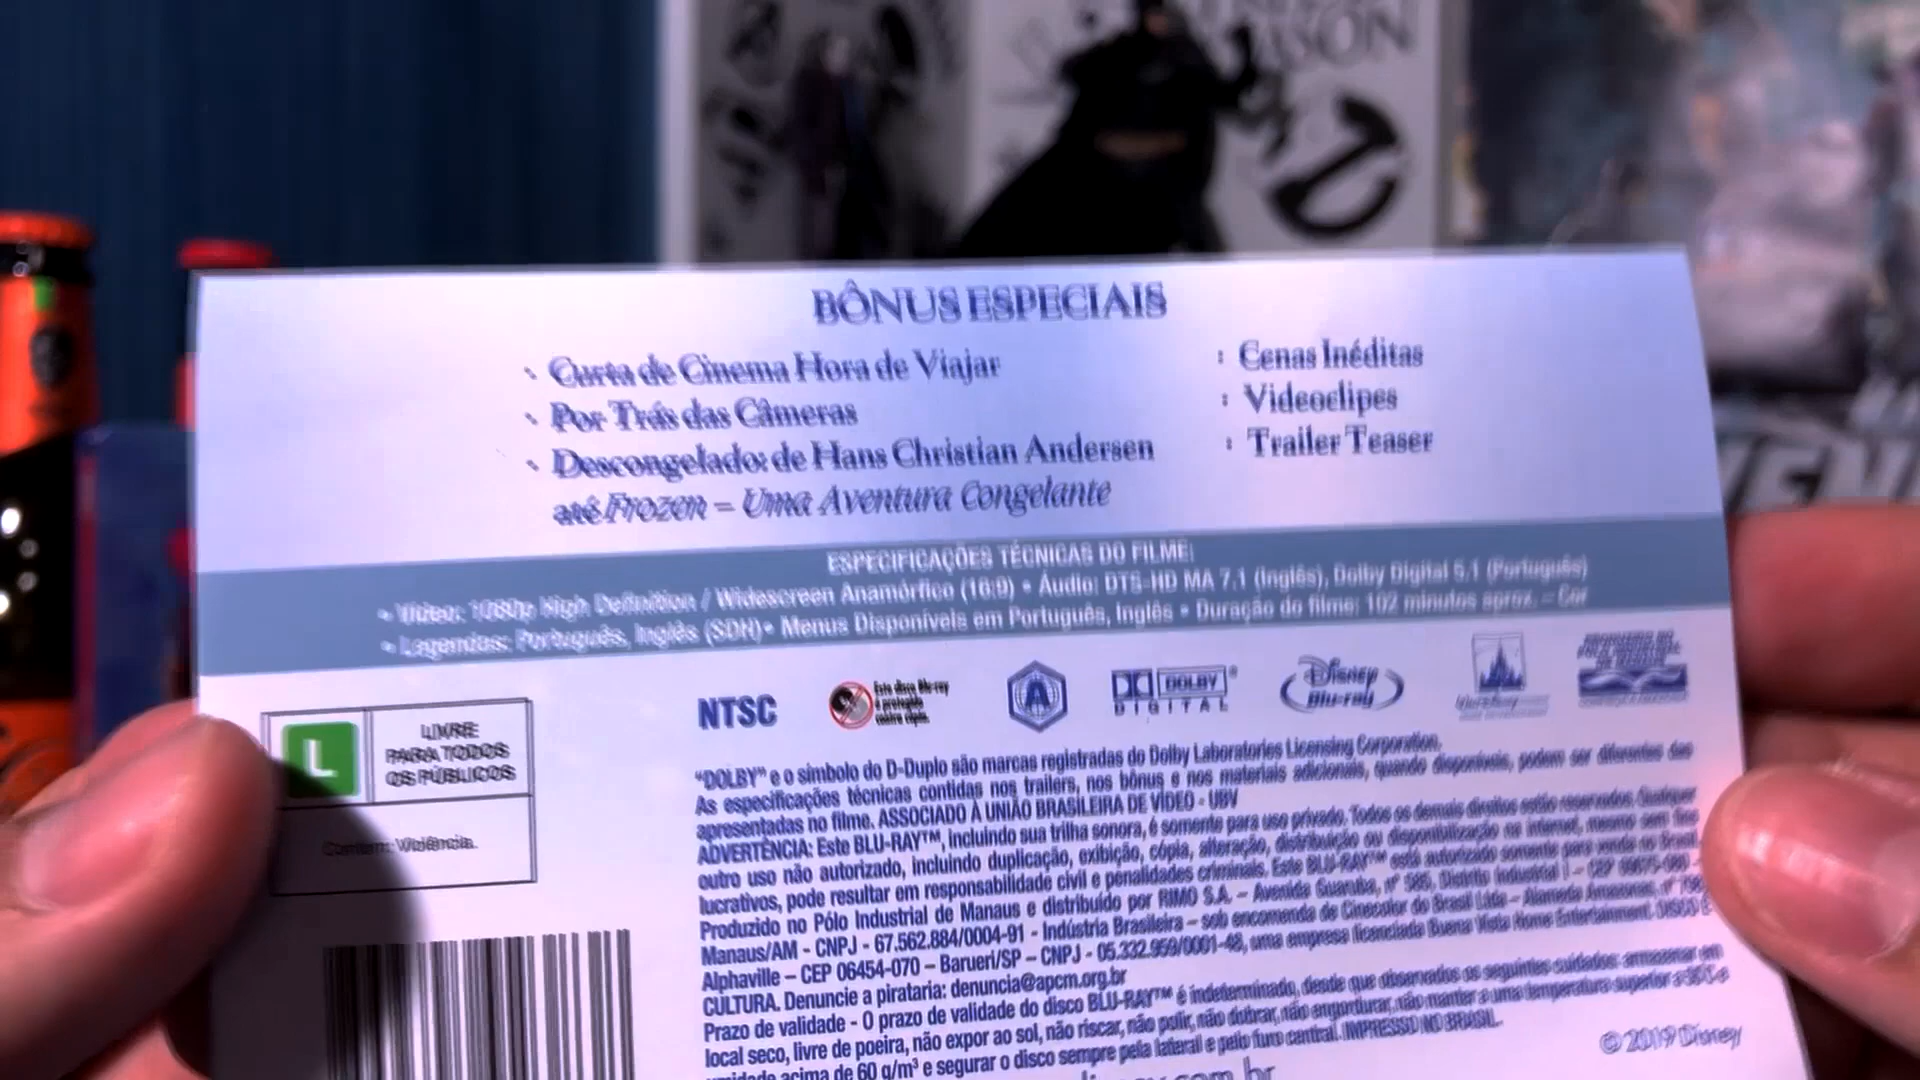 ISON
BÔNUS ESPECIAIS
• Curta de Cinema Hora de Viajar
• Por Trás das Câmeras
• Descongelado: de Hans Christian Andersen
até Frozen – Uma Aventura Congelante
• Cenas Inéditas
• Videoclipes
• Trailer Teaser
ESPECIFICAÇÕES TÉCNICAS DO FILME:
• Vídeo: 1080p High Definition / Widescreen Anamórfico (16:9) • Áudio: DTS-HD MA 7.1 (Inglês), Dolby Digital 5.1 (Português)
• Legendas: Português, Inglês (SDH) • Menus Disponíveis em Português, Inglês • Duração do filme: 102 minutos aprox. – Cor
L
LIVRE
PARA TODOS
OS PÚBLICOS
Contém: Violência.
NTSC
Este disco Blu-ray
é protegido
contra cópia.
A
DOLBY
DIGITAL
Disney
Blu-ray
“DOLBY” e o símbolo do D-Duplo são marcas registradas do Dolby Laboratories Licensing Corporation.
As especificações técnicas contidas nos trailers, nos bônus e nos materiais adicionais, quando disponíveis, podem ser diferentes das
apresentadas no filme. ASSOCIADO À UNIÃO BRASILEIRA DE VÍDEO - UBV
ADVERTÊNCIA: Este BLU-RAY™, incluindo sua trilha sonora, é somente para uso privado. Todos os demais direitos estão reservados. Qualquer
outro uso não autorizado, incluindo duplicação, exibição, cópia, alteração, distribuição ou disponibilização na internet, mesmo sem fins
lucrativos, pode resultar em responsabilidade civil e penalidades criminais. Este BLU-RAY™ está autorizado somente para venda no Brasil.
Produzido no Pólo Industrial de Manaus e distribuído por RIMO S.A. – Avenida Guaruba, nº 585, Distrito Industrial I – CEP
Manaus/AM - CNPJ - 67.562.884/0004-91 - Indústria Brasileira – sob encomenda de Cinecolor do Brasil Ltda – Alameda Amazonas, nº
Alphaville – CEP 06454-070 – Barueri/SP – CNPJ - 05.332.959/0001-48, uma empresa licenciada Buena Vista Home Entertainment. DISCO É
CULTURA. Denuncie a pirataria: denuncia@apcm.org.br
Prazo de validade - O prazo de validade do disco BLU-RAY™ é indeterminado, desde que observados os seguintes cuidados: armazenar em
local seco, livre de poeira, não expor ao sol, não riscar, não polir, não dobrar, não engordurar, não manter a uma temperatura superior a
umidade acima de 60 g/m³ e segurar o disco sempre pela lateral e pelo furo central. IMPRESSO NO BRASIL.
© 2019 Disney